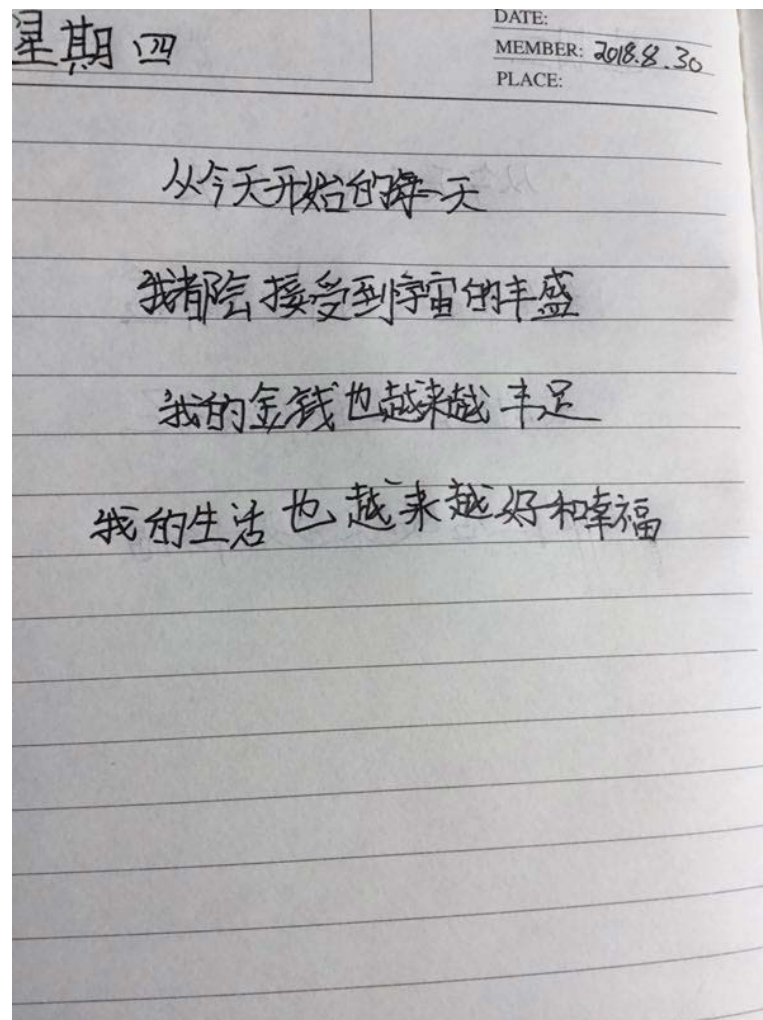 星期四
DATE:
MEMBER: 2018.8.30
PLACE:
从今天开始的每一天
我都会接受到宇宙的丰盛
我的金钱也越来越丰足
我的生活也越来越好和幸福